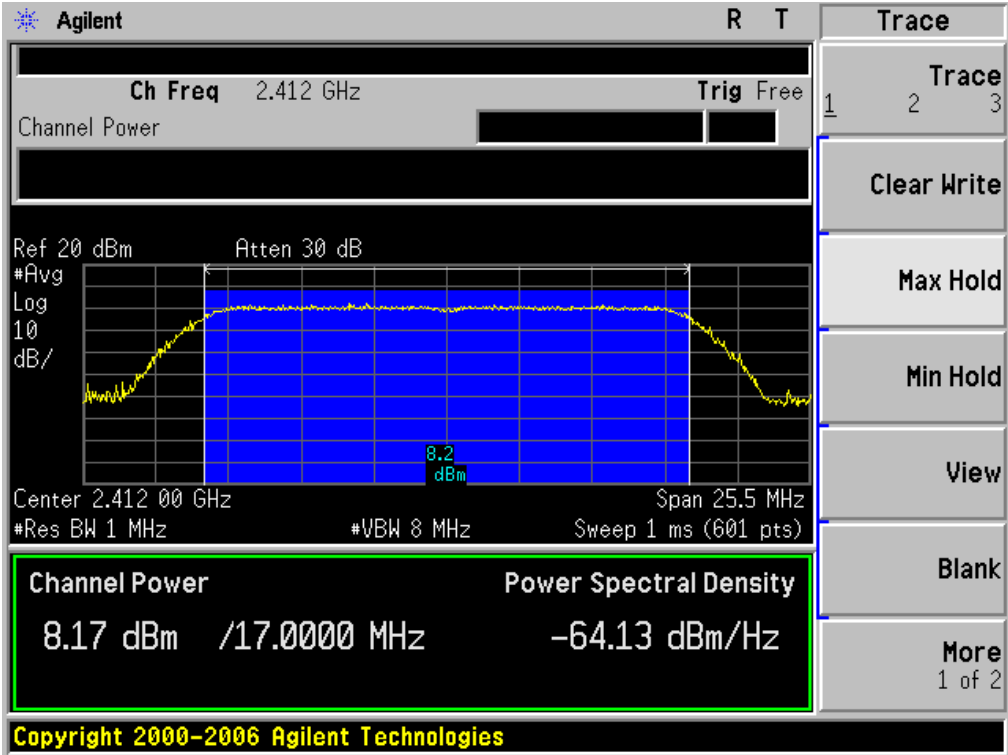 Agilent R T
Ch Freq 2.412 GHz Trig Free
Channel Power
Ref 20 dBm Atten 30 dB
#Avg
Log
10
dB/
8.2
dBm
Center 2.412 00 GHz Span 25.5 MHz
#Res BW 1 MHz #VBW 8 MHz Sweep 1 ms (601 pts)
Channel Power Power Spectral Density
8.17 dBm /17.0000 MHz -64.13 dBm/Hz
Copyright 2000-2006 Agilent Technologies
Trace
Trace
1 2 3
Clear Write
Max Hold
Min Hold
View
Blank
More
1 of 2